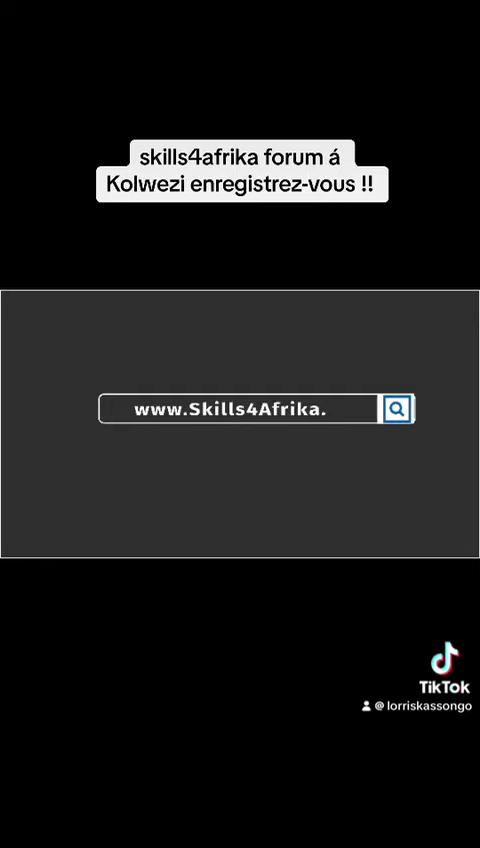 skills4afrika forum á
Kolwezi enregistrez-vous !!
www.Skills4Afrika.
TikTok
@ lorriskassongo